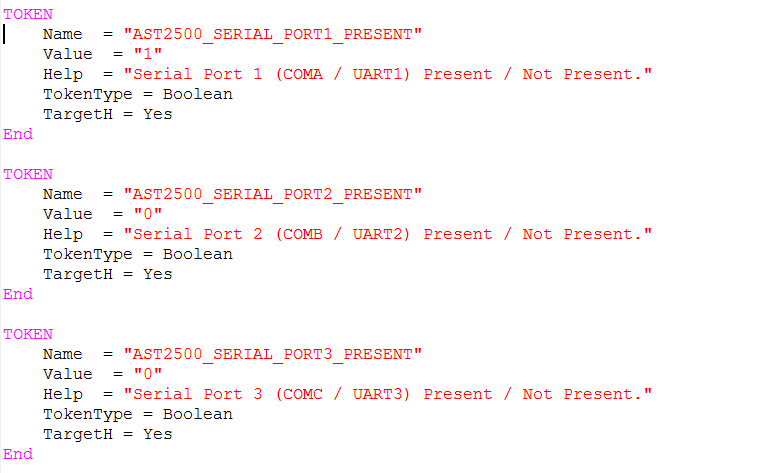 TOKEN
    Name  = "AST2500_SERIAL_PORT1_PRESENT"
    Value  = "1"
    Help  = "Serial Port 1 (COMA / UART1) Present / Not Present."
    TokenType = Boolean
    TargetH = Yes
End

TOKEN
    Name  = "AST2500_SERIAL_PORT2_PRESENT"
    Value  = "0"
    Help  = "Serial Port 2 (COMB / UART2) Present / Not Present."
    TokenType = Boolean
    TargetH = Yes
End

TOKEN
    Name  = "AST2500_SERIAL_PORT3_PRESENT"
    Value  = "0"
    Help  = "Serial Port 3 (COMC / UART3) Present / Not Present."
    TokenType = Boolean
    TargetH = Yes
End